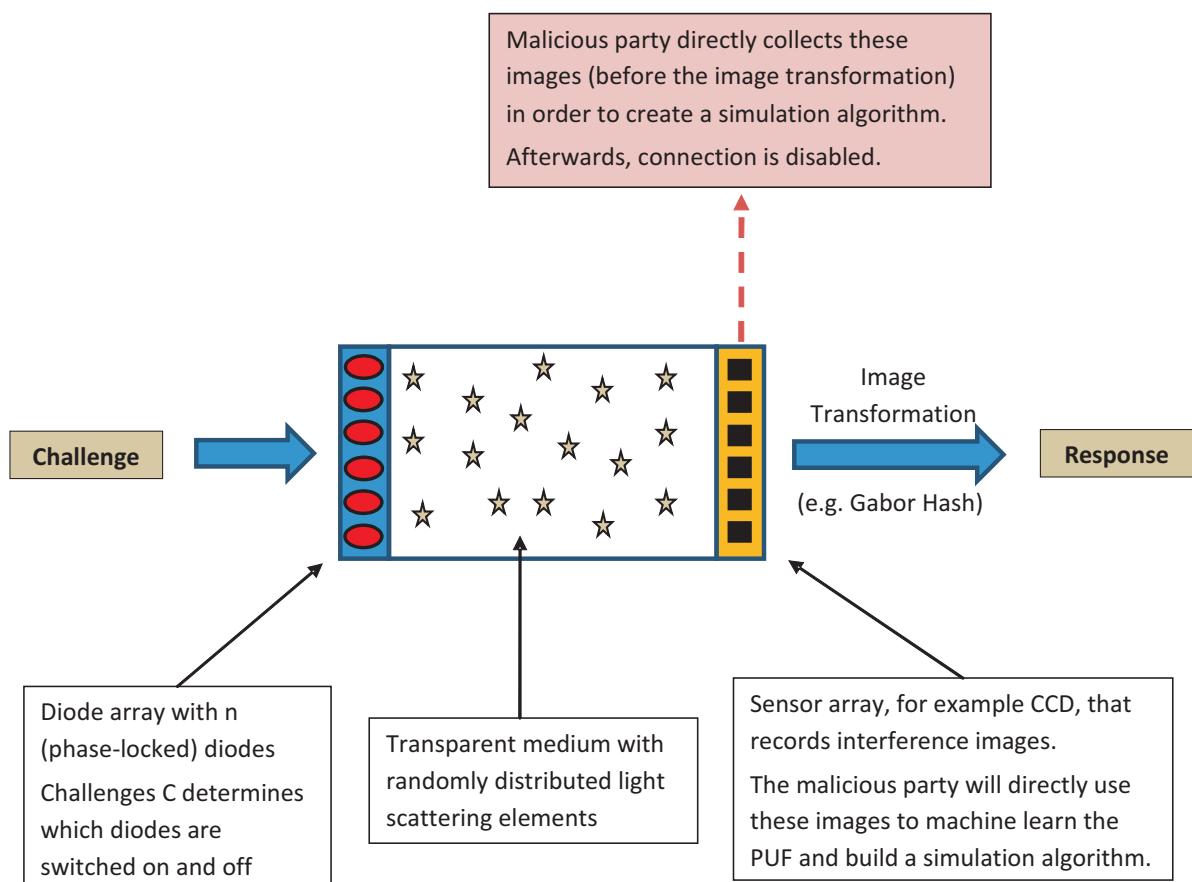 Malicious party directly collects these
images (before the image transformation)
in order to create a simulation algorithm.
Afterwards, connection is disabled.
Challenge
Image
Transformation
(e.g. Gabor Hash)
Response
Diode array with n
(phase-locked) diodes
Challenges C determines
which diodes are
switched on and off
Transparent medium with
randomly distributed light
scattering elements
Sensor array, for example CCD, that
records interference images.
The malicious party will directly use
these images to machine learn the
PUF and build a simulation algorithm.